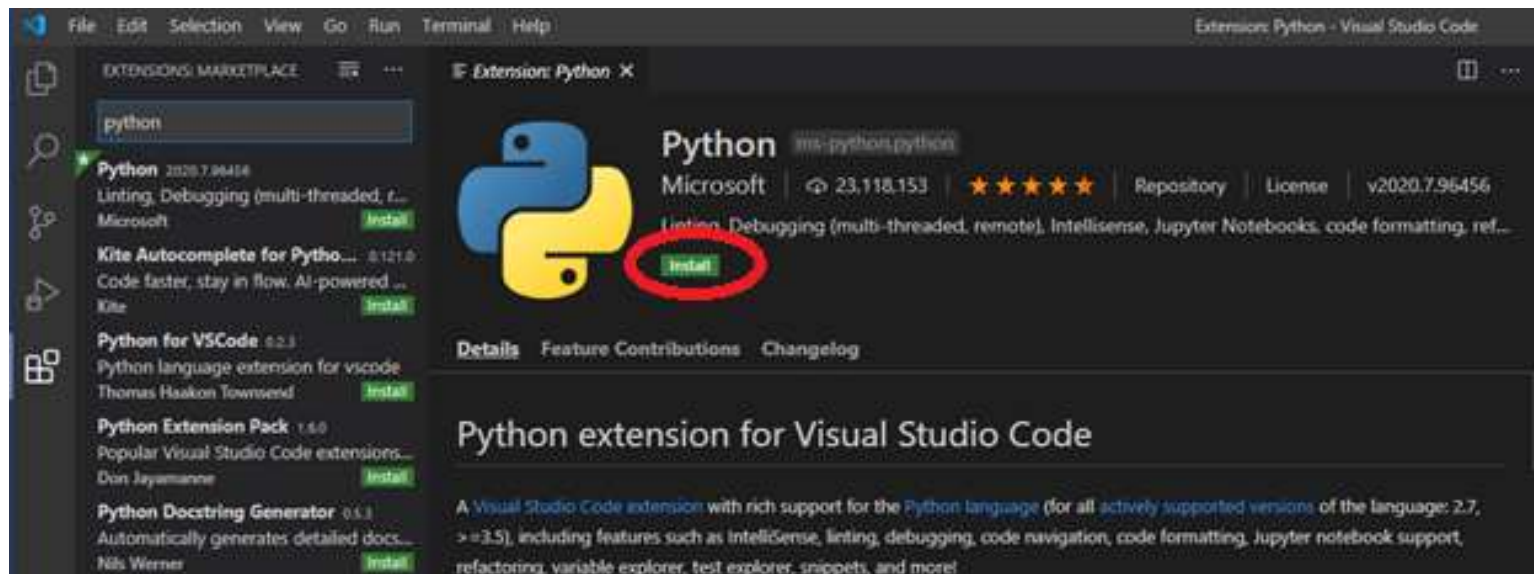 File Edit Selection View Go Run Terminal Help
Extension: Python - Visual Studio Code
EXTENSIONS: MARKETPLACE
python
Python 2020.7.96456
Linting, Debugging (multi-threaded, r...
Microsoft Install
Kite Autocomplete for Pytho... 0.121.0
Code faster, stay in flow. AI-powered ...
Kite Install
Python for VSCode 0.2.3
Python language extension for vscode
Thomas Haakon Townsend Install
Python Extension Pack 1.6.0
Popular Visual Studio Code extensions...
Don Jayamanne Install
Python Docstring Generator 0.5.3
Automatically generates detailed docs...
Nils Werner Install
Extension: Python
Python ms-python.python
Microsoft 23,118,153 Repository License v2020.7.96456
Linting, Debugging (multi-threaded, remote), Intellisense, Jupyter Notebooks, code formatting, ref...
Install
Details Feature Contributions Changelog
Python extension for Visual Studio Code
A Visual Studio Code extension with rich support for the Python language (for all actively supported versions of the language: 2.7,
>=3.5), including features such as IntelliSense, linting, debugging, code navigation, code formatting, Jupyter notebook support,
refactoring, variable explorer, test explorer, snippets, and more!